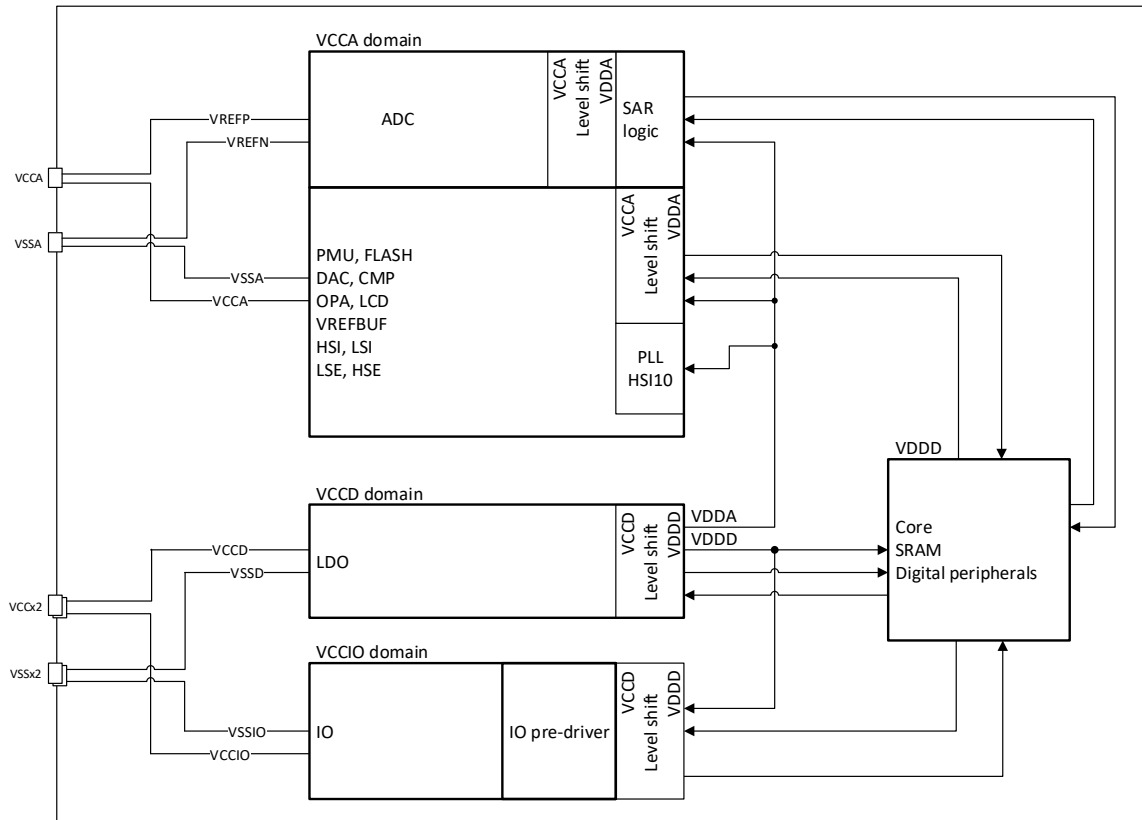 VCCA domain
ADC
VCCA
Level shift
VDDA
SAR
logic
VREFP
VREFN
VCCA
VSSA
VSSA
VCCA
PMU, FLASH
DAC, CMP
OPA, LCD
VREFBUF
HSI, LSI
LSE, HSE
VCCA
Level shift
VDDA
PLL
HSI10
VDDD
Core
SRAM
Digital peripherals
VCCD domain
VCCD
VSSD
LDO
VCCD
Level shift
VDDD
VDDA
VDDD
VCCx2
VSSx2
VCCIO domain
VSSIO
VCCIO
IO
IO pre-driver
VCCD
Level shift
VDDD